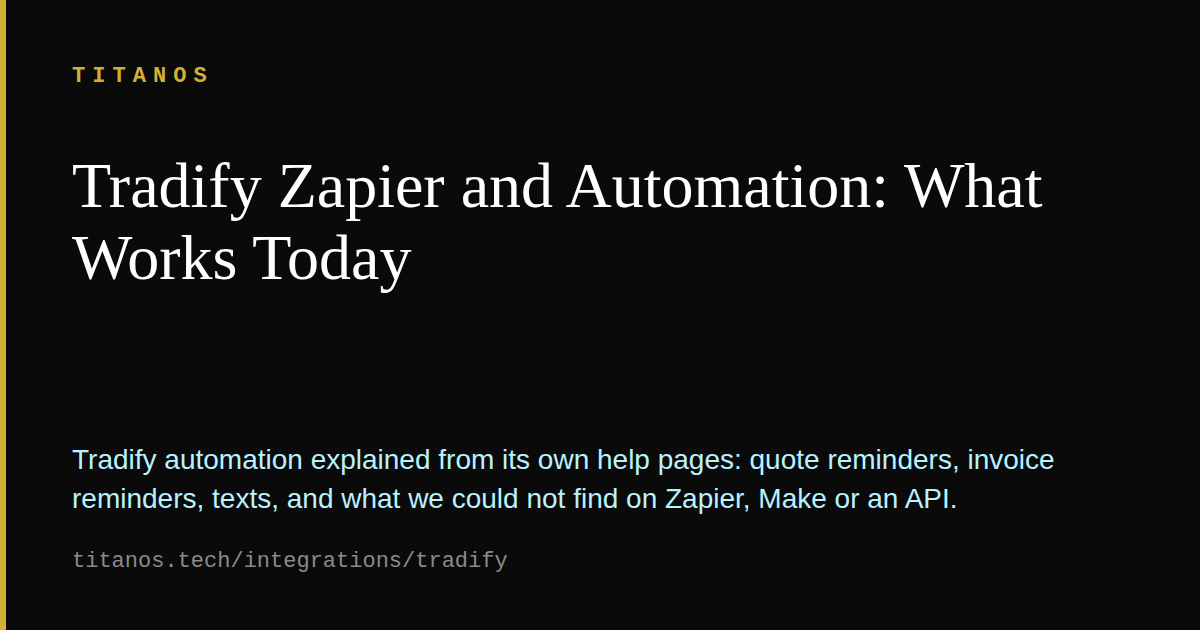 TITANOS
Tradify Zapier and Automation: What
Works Today
Tradify automation explained from its own help pages: quote reminders, invoice
reminders, texts, and what we could not find on Zapier, Make or an API.
titanos.tech/integrations/tradify